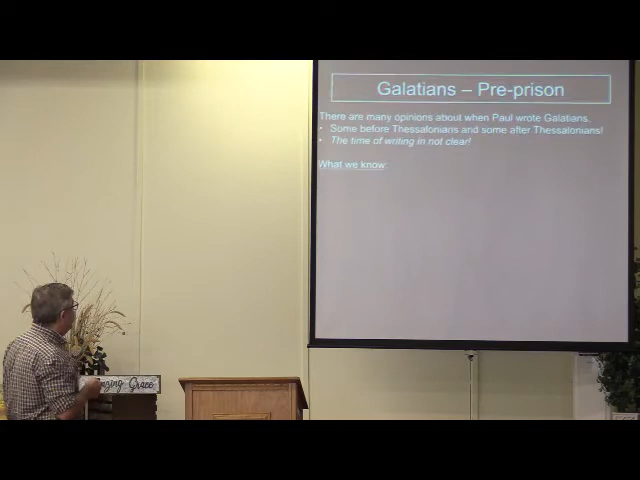 Galatians – Pre-prison
There are many opinions about when Paul wrote Galatians.
• Some before Thessalonians and some after Thessalonians!
• The time of writing in not clear!
What we know:
Grace